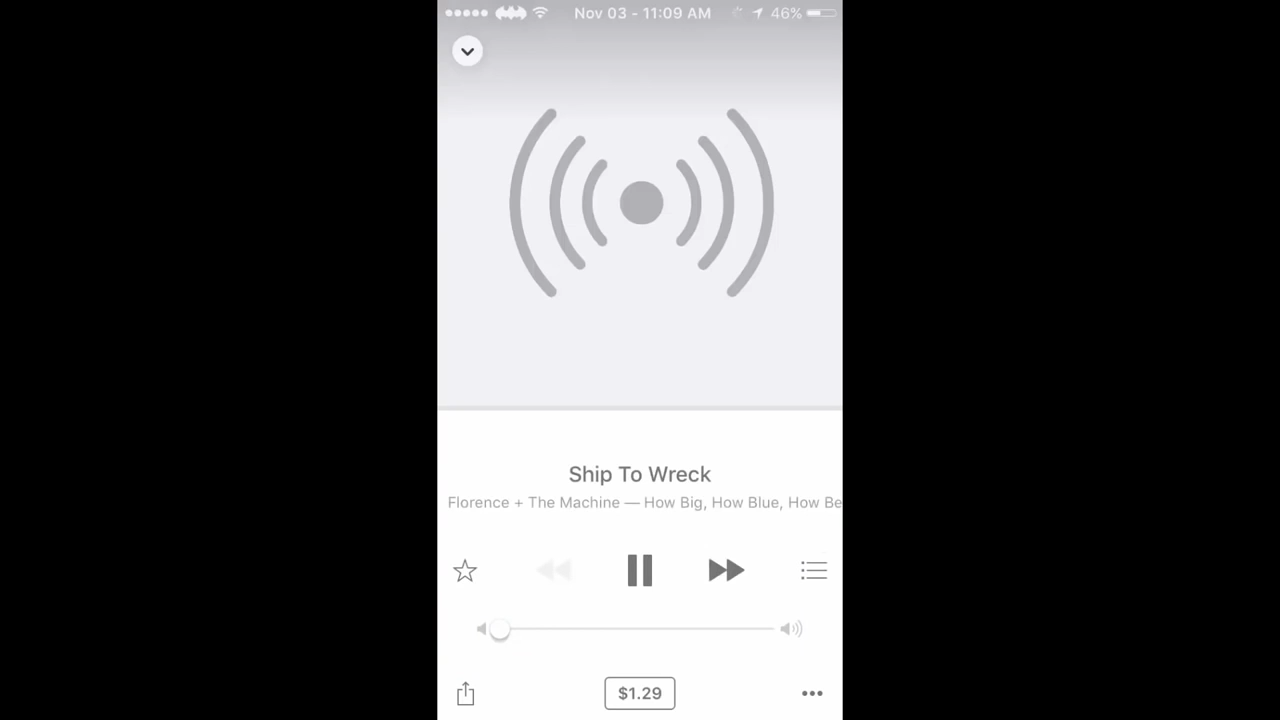 Nov 03 - 11:09 AM 46%
Ship To Wreck
Florence + The Machine — How Big, How Blue, How Be
$1.29